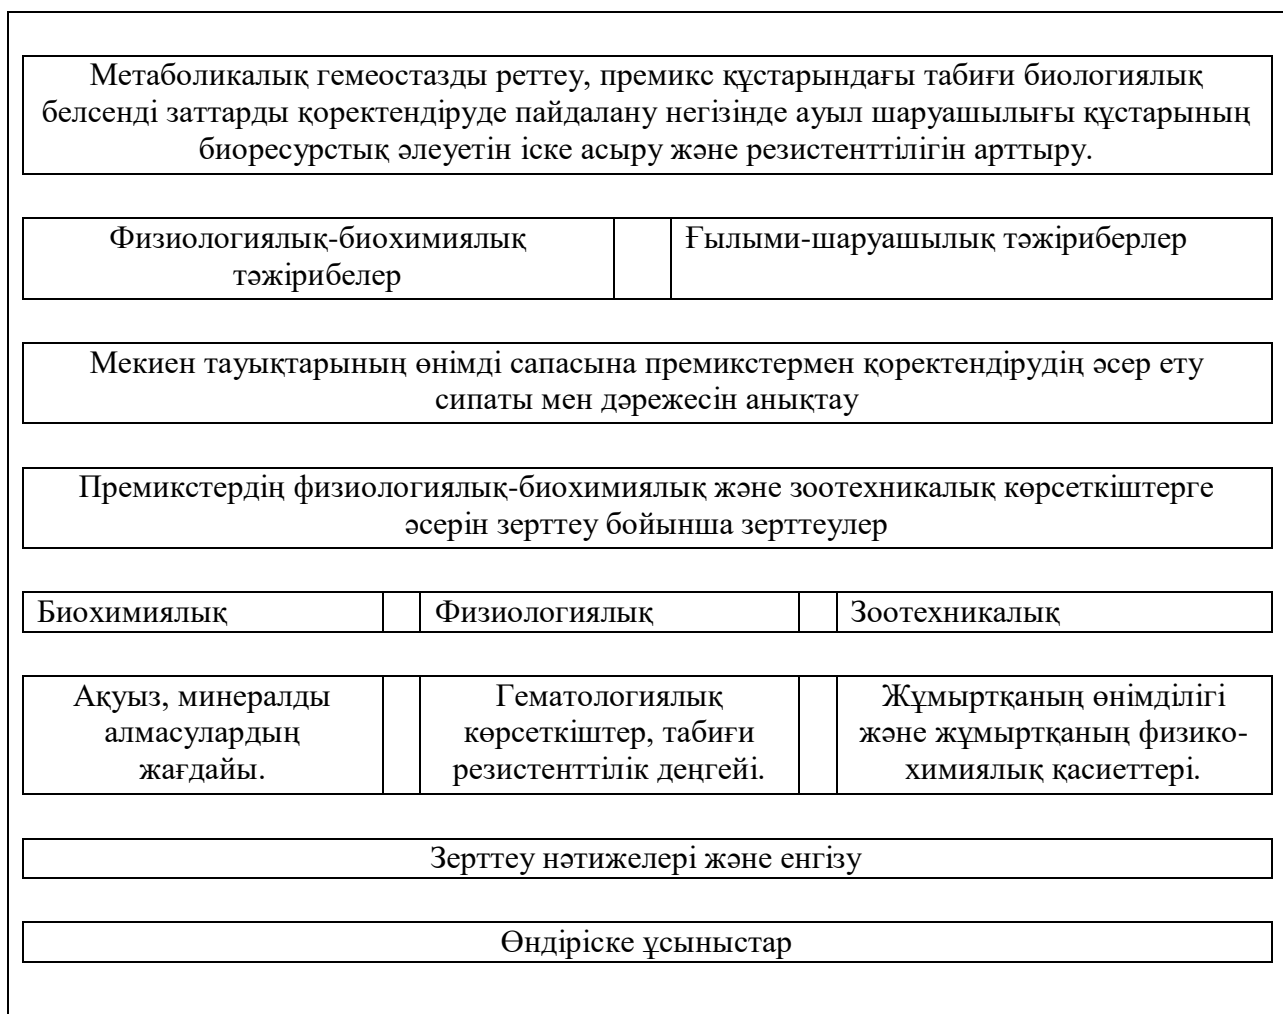 Метаболикалық гемеостазды реттеу, премикс құстарындағы табиғи биологиялық
белсенді заттарды қоректендіруде пайдалану негізінде ауыл шаруашылығы құстарының
биоресурстық әлеуетін іске асыру және резистенттілігін арттыру.
Физиологиялық-биохимиялық
тәжірибелер
Ғылыми-шаруашылық тәжіриберлер
Мекиен тауықтарының өнімді сапасына премикстермен қоректендірудің әсер ету
сипаты мен дәрежесін анықтау
Премикстердің физиологиялық-биохимиялық және зоотехникалық көрсеткіштерге
әсерін зерттеу бойынша зерттеулер
Биохимиялық
Физиологиялық
Зоотехникалық
Ақуыз, минералды
алмасулардың
жағдайы.
Гематологиялық
көрсеткіштер, табиғи
резистенттілік деңгейі.
Жұмыртқаның өнімділігі
және жұмыртқаның физико-
химиялық қасиеттері.
Зерттеу нәтижелері және енгізу
Өндіріске ұсыныстар